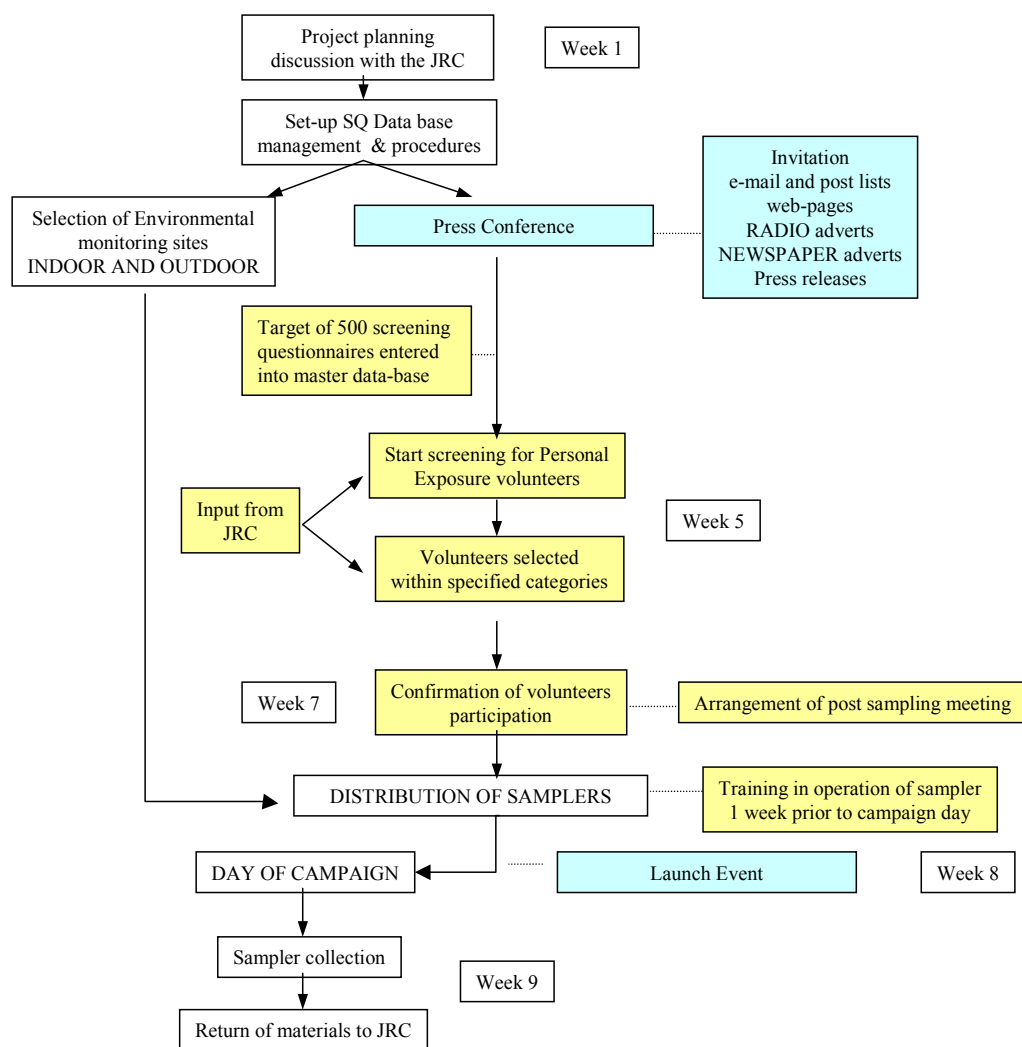 Project planning
discussion with the JRC
Week 1
Set-up SQ Data base
management & procedures
Invitation
e-mail and post lists
web-pages
RADIO adverts
NEWSPAPER adverts
Press releases
Selection of Environmental
monitoring sites
INDOOR AND OUTDOOR
Press Conference
Target of 500 screening
questionnaires entered
into master data-base
Start screening for Personal
Exposure volunteers
Input from
JRC
Week 5
Volunteers selected
within specified categories
Week 7
Confirmation of volunteers
participation
Arrangement of post sampling meeting
DISTRIBUTION OF SAMPLERS
Training in operation of sampler
1 week prior to campaign day
DAY OF CAMPAIGN
Launch Event
Week 8
Sampler collection
Week 9
Return of materials to JRC